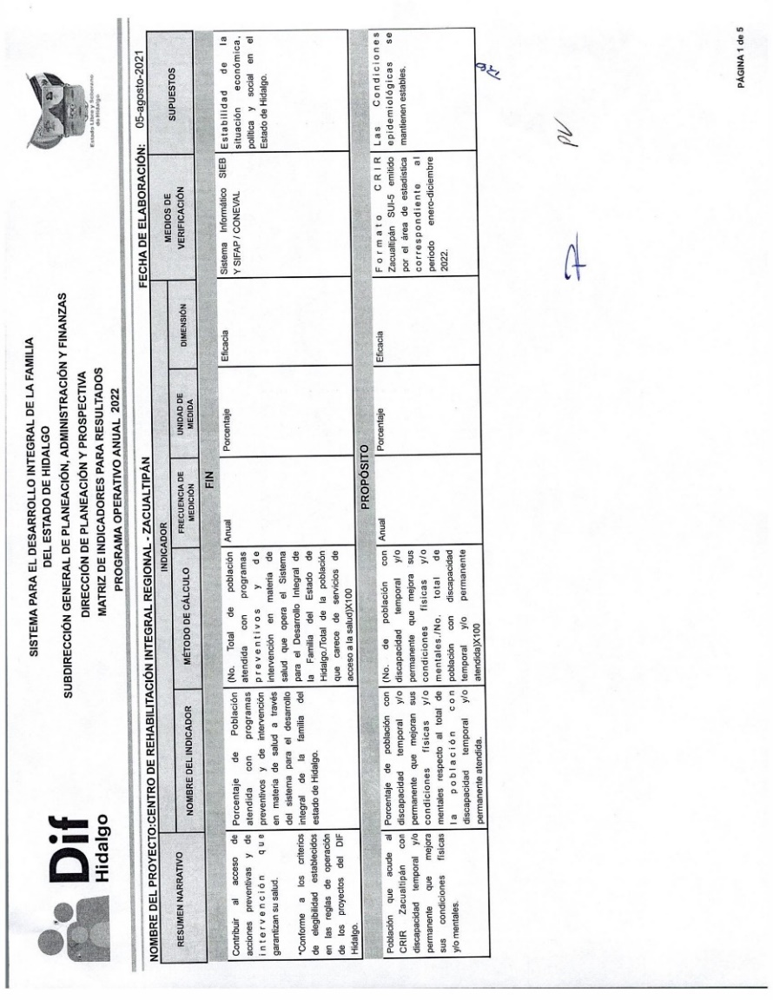 Dif
Hidalgo
SISTEMA PARA EL DESARROLLO INTEGRAL DE LA FAMILIA
DEL ESTADO DE HIDALGO
SUBDIRECCIÓN GENERAL DE PLANEACIÓN, ADMINISTRACIÓN Y FINANZAS
DIRECCIÓN DE PLANEACIÓN Y PROSPECTIVA
MATRIZ DE INDICADORES PARA RESULTADOS
PROGRAMA OPERATIVO ANUAL 2022
Estado Libre y Soberano
de Hidalgo
NOMBRE DEL PROYECTO:CENTRO DE REHABILITACIÓN INTEGRAL REGIONAL - ZACUALTIPÁN
FECHA DE ELABORACIÓN: 05-agosto-2021
RESUMEN NARRATIVO
INDICADOR
NOMBRE DEL INDICADOR
MÉTODO DE CÁLCULO
FRECUENCIA DE
MEDICIÓN
UNIDAD DE
MEDIDA
DIMENSIÓN
MEDIOS DE
VERIFICACIÓN
SUPUESTOS
FIN
Contribuir al acceso de
acciones preventivas y de
intervención que
garantizan su salud.
*Conforme a los criterios
de elegibilidad establecidos
en las reglas de operación
de los proyectos del DIF
Hidalgo.
Porcentaje de Población
atendida con programas
preventivos y de intervención
en materia de salud a través
del sistema para el desarrollo
integral de la familia del
estado de Hidalgo.
(No. Total de población
atendida con programas
preventivos y de
intervención en materia de
salud que opera el Sistema
para el Desarrollo Integral de
la Familia del Estado de
Hidalgo./Total de la población
que carece de servicios de
acceso a la salud)X100
Anual
Porcentaje
Eficacia
Sistema Informático SIEB
Y SIFAP / CONEVAL
Estabilidad de la
situación económica,
política y social en el
Estado de Hidalgo.
PROPÓSITO
Población que acude al
CRIR Zacualtipán con
discapacidad temporal y/o
permanente que mejora
sus condiciones físicas
y/o mentales.
Porcentaje de población con
discapacidad temporal y/o
permanente que mejoran sus
condiciones físicas y/o
mentales respecto al total de
la población con
discapacidad temporal y/o
permanente atendida.
(No. de población con
discapacidad temporal y/o
permanente que mejora sus
condiciones físicas y/o
mentales./No. total de
población con discapacidad
temporal y/o permanente
atendida)X100
Anual
Porcentaje
Eficacia
Formato CRIR
Zacualtipán SUI-5 emitido
por el área de estadística
correspondiente al
periodo enero-diciembre
2022.
Las Condiciones
epidemiológicas se
mantienen estables.
PÁGINA 1 de 5